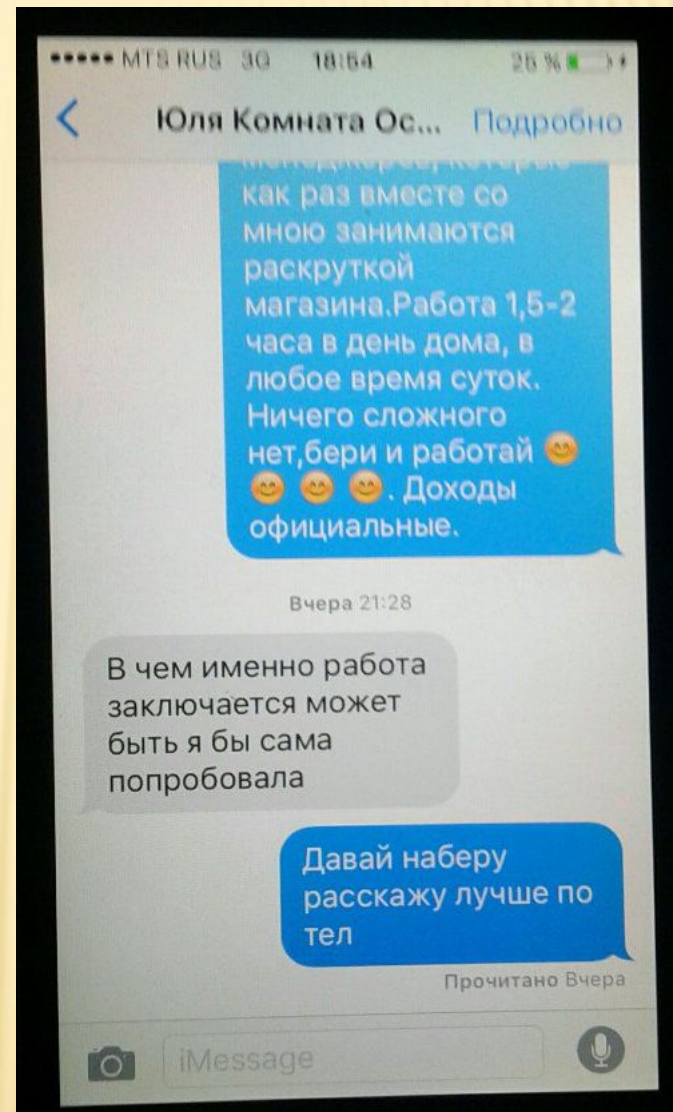 MTS RUS 3G 18:54 25 %
Юля Комната Ос... Подробно
как раз вместе со
мною занимаются
раскруткой
магазина.Работа 1,5-2
часа в день дома, в
любое время суток.
Ничего сложного
нет,бери и работай 😊
😊 😊 😊. Доходы
официальные.
Вчера 21:28
В чем именно работа
заключается может
быть я бы сама
попробовала
Давай наберу
расскажу лучше по
тел
Прочитано Вчера
iMessage